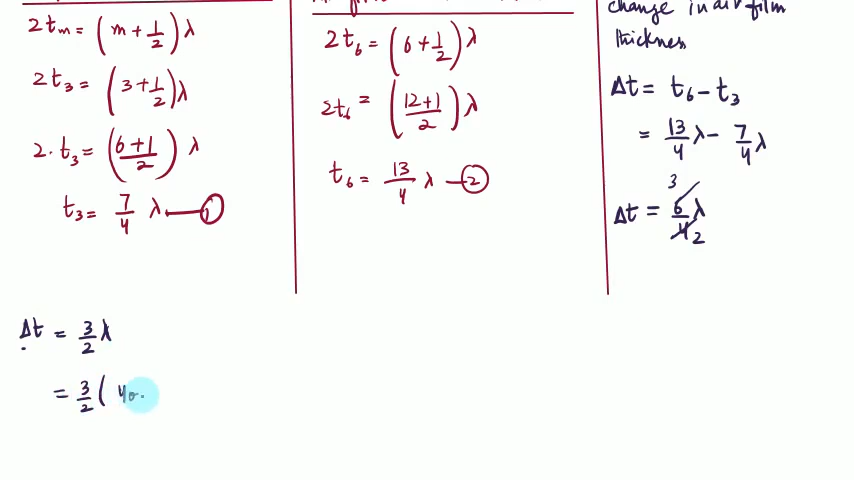 2tm = (m + 1/2) λ
2t3 = (3 + 1/2) λ
2. t3 = ((6+1)/2) λ
t3 = 7/4 λ — 1
2t6 = (6 + 1/2) λ
2t6 = ((12+1)/2) λ
t6 = 13/4 λ — 2
change in air film
thickness
Δt = t6 - t3
= 13/4 λ - 7/4 λ
3
Δt = 6/4 λ
2
Δt = 3/2 λ
= 3/2 ( 40